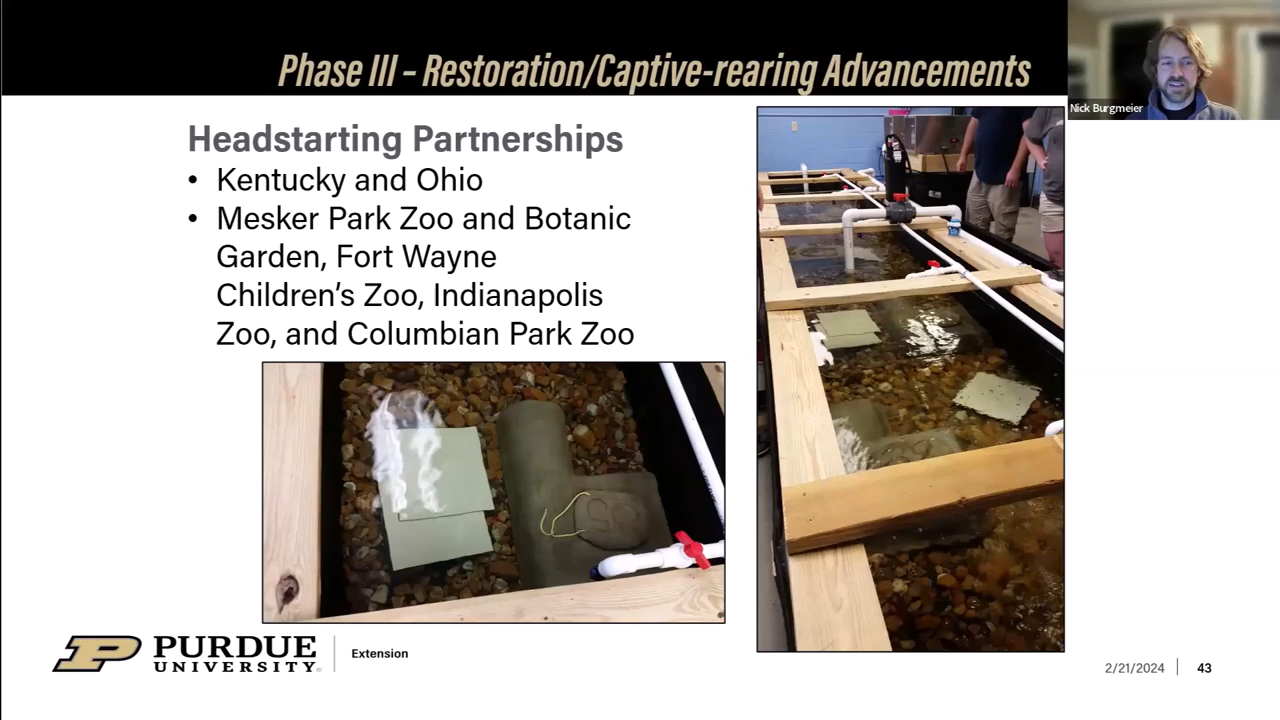 Phase III – Restoration/Captive-rearing Advancements
Nick Burgmeier
Headstarting Partnerships
• Kentucky and Ohio
• Mesker Park Zoo and Botanic
Garden, Fort Wayne
Children's Zoo, Indianapolis
Zoo, and Columbian Park Zoo
PURDUE
UNIVERSITY®
Extension
2/21/2024
43